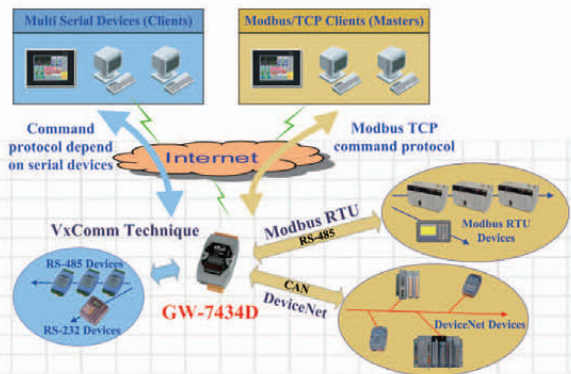 Multi Serial Devices (Clients)
Modbus/TCP Clients (Masters)
Command
protocol depend
on serial devices
Internet
Modbus TCP
command protocol
VxComm Technique
Modbus RTU
RS-485
Modbus RTU
Devices
RS-485 Devices
RS-232 Devices
GW-7434D
CAN
DeviceNet
DeviceNet Devices